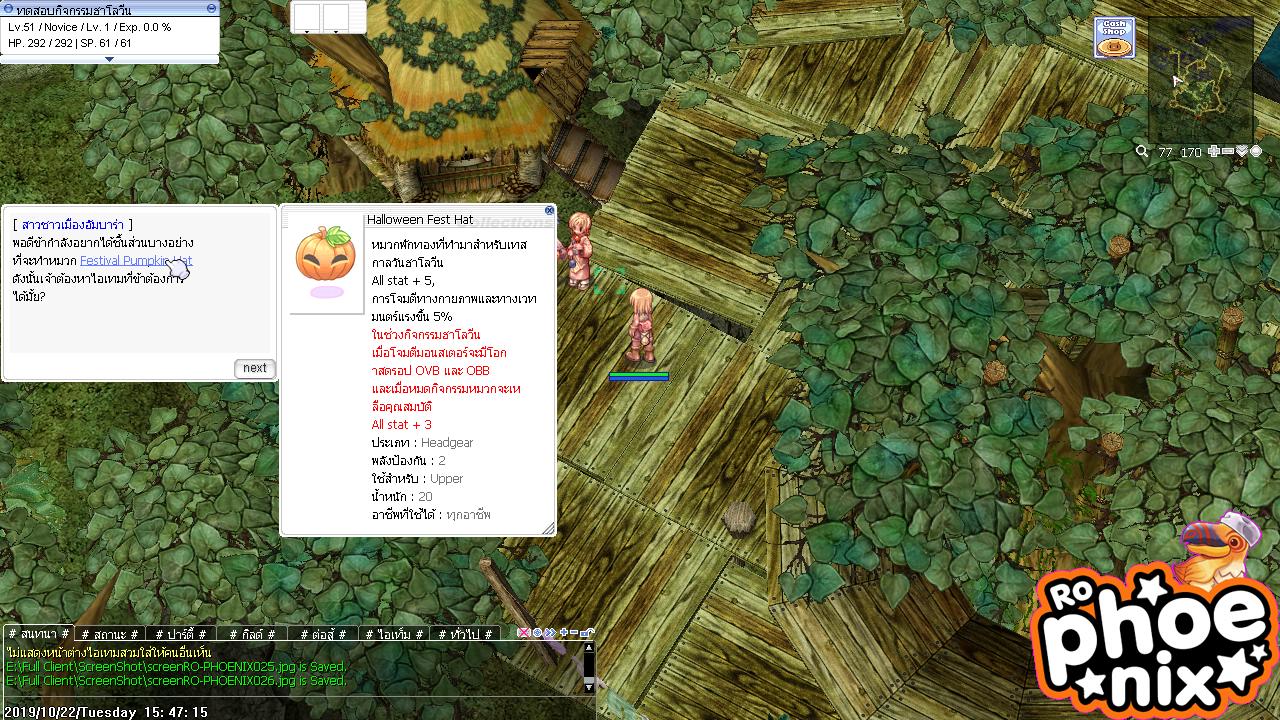 ทดสอบกิจกรรมฮาโลวีน
Lv.51 / Novice / Lv. 1 / Exp. 0.0 %
HP. 292 / 292 | SP. 61 / 61
Cash Shop
77 170
[ สาวชาวเมืองอัมบาร่า ]
พอดีข้ากำลังอยากได้ชิ้นส่วนบางอย่าง
ที่จะทำหมวก Festival Pumpkin Hat
ดังนั้นเจ้าต้องหาไอเทมที่ข้าต้องการ
ได้มั้ย?
next
Halloween Fest Hat
Collections
หมวกฟักทองที่ทำมาสำหรับเทส
กาลวันฮาโลวีน
All stat + 5,
การโจมตีทางกายภาพและทางเวท
มนตร์แรงขึ้น 5%
ในช่วงกิจกรรมฮาโลวีน
เมื่อโจมตีมอนสเตอร์จะมีโอก
าสดรอป OVB และ OBB
และเมื่อหมดกิจกรรมหมวกจะเห
ลือคุณสมบัติ
All stat + 3
ประเภท : Headgear
พลังป้องกัน : 2
ใช้สำหรับ : Upper
น้ำหนัก : 20
อาชีพที่ใช้ได้ : ทุกอาชีพ
# สนทนา # # สถานะ # # ปาร์ตี้ # # กิลด์ # # ต่อสู้ # # ไอเท็ม # # ทั่วไป #
ไม่แสดงหน้าต่างไอเทมสวมใส่ให้คนอื่นเห็น
E:\Full Client\ScreenShot\screenRO-PHOENIX025.jpg is Saved.
E:\Full Client\ScreenShot\screenRO-PHOENIX026.jpg is Saved.
2019/10/22/Tuesday 15: 47: 15
Ro
phoe
nix